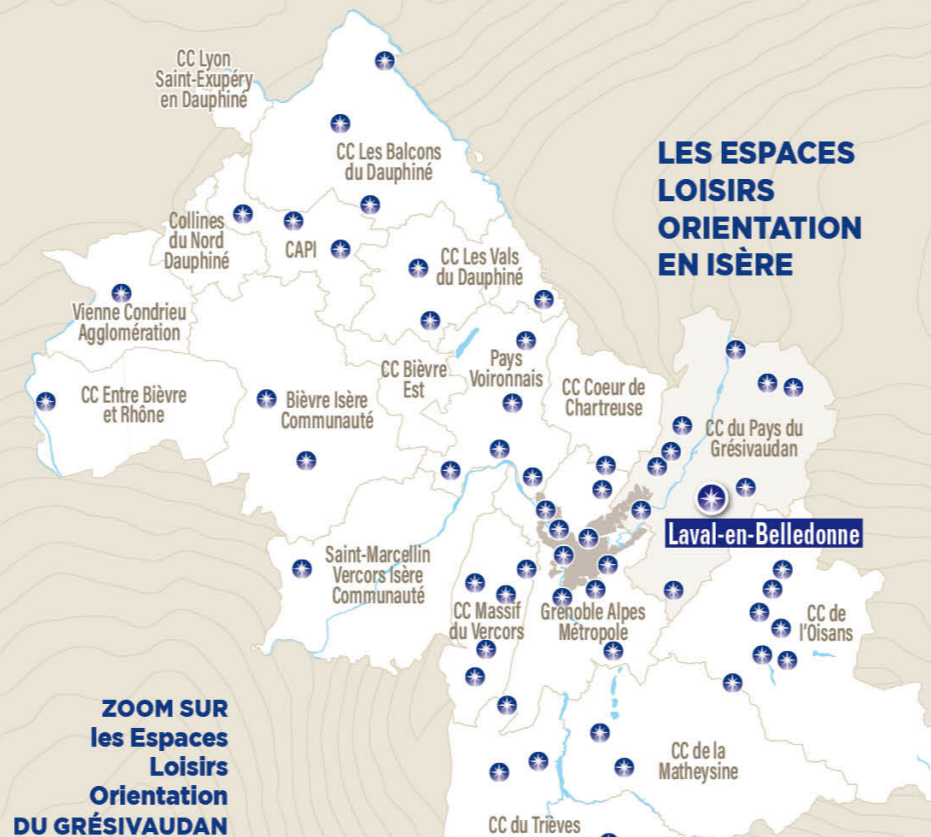 CC Lyon
Saint-Exupéry
en Dauphiné
CC Les Balcons
du Dauphiné
LES ESPACES
LOISIRS
ORIENTATION
EN ISÈRE
Collines
du Nord
Dauphiné
CAPI
CC Les Vals
du Dauphiné
Vienne Condrieu
Agglomération
CC Entre Bièvre
et Rhône
Bièvre Isère
Communauté
CC Bièvre
Est
Pays
Voironnais
CC Coeur de
Chartreuse
CC du Pays du
Grésivaudan
Laval-en-Belledonne
Saint-Marcellin
Vercors Isère
Communauté
CC Massif
du Vercors
Grenoble Alpes
Métropole
CC de
l'Oisans
ZOOM SUR
les Espaces
Loisirs
Orientation
DU GRÉSIVAUDAN
CC de la
Matheysine
CC du Trièves